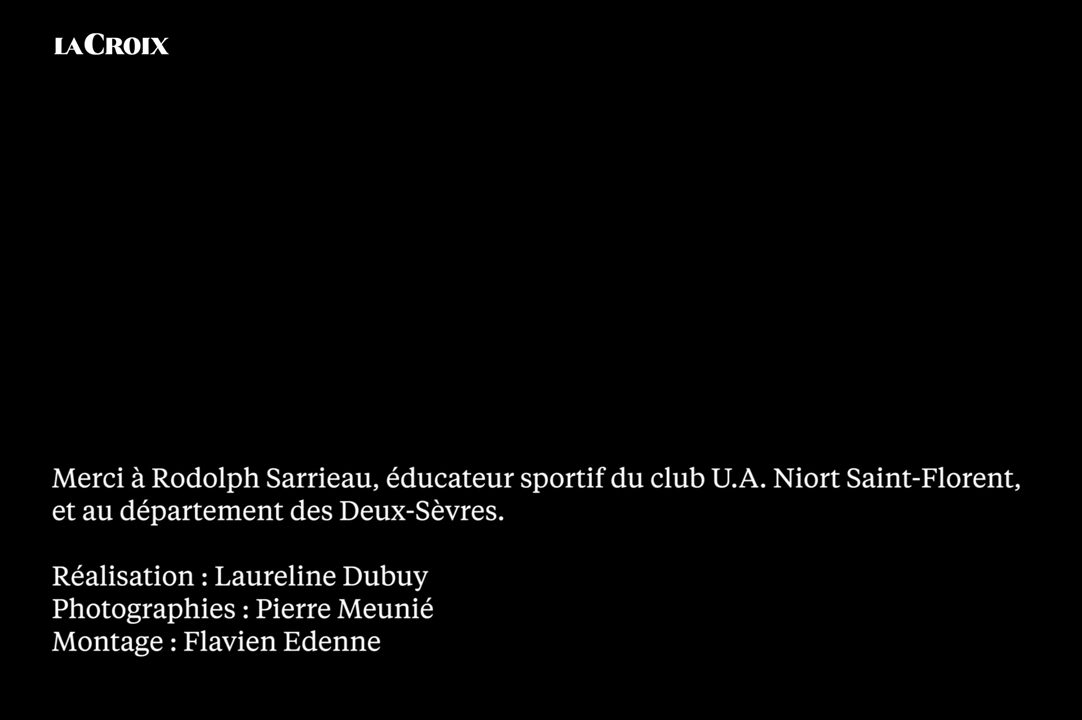 LA CROIX
Merci à Rodolph Sarrieau, éducateur sportif du club U.A. Niort Saint-Florent,
et au département des Deux-Sèvres.
Réalisation : Laureline Dubuy
Photographies : Pierre Meunié
Montage : Flavien Edenne